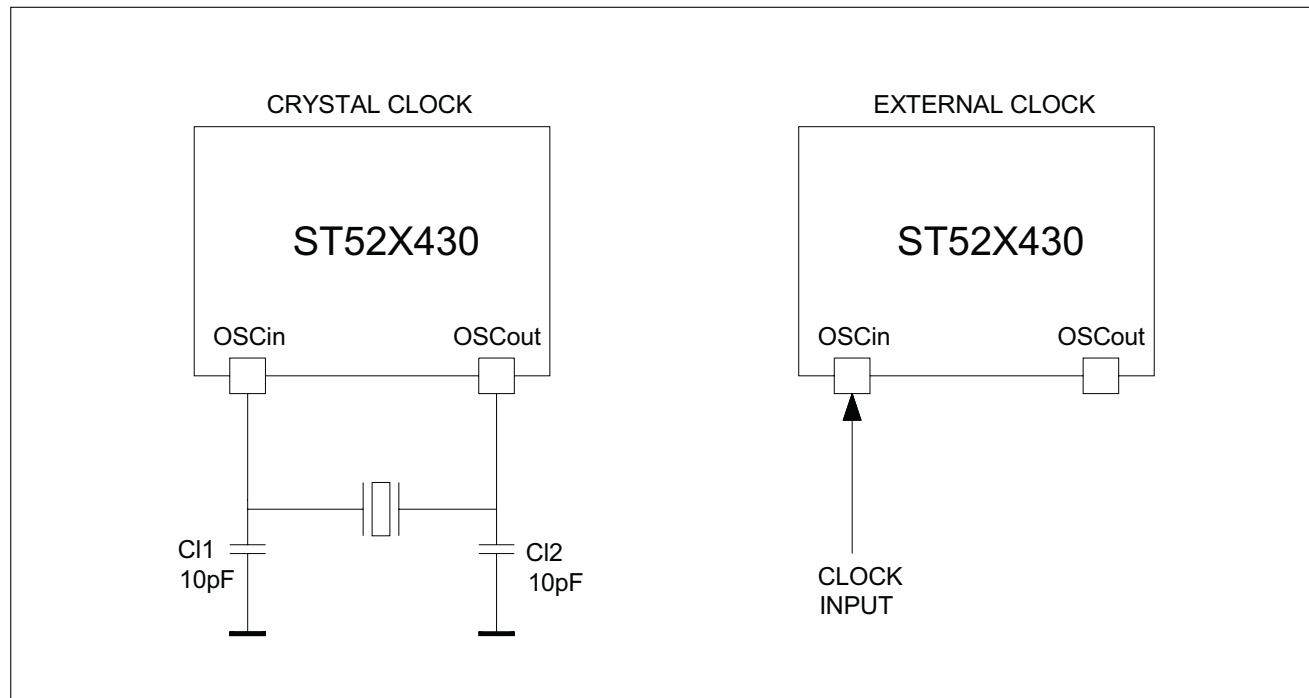 CRYSTAL CLOCK
ST52X430
OSCin
OSCout
Cl1
10pF
Cl2
10pF
EXTERNAL CLOCK
ST52X430
OSCin
OSCout
CLOCK
INPUT